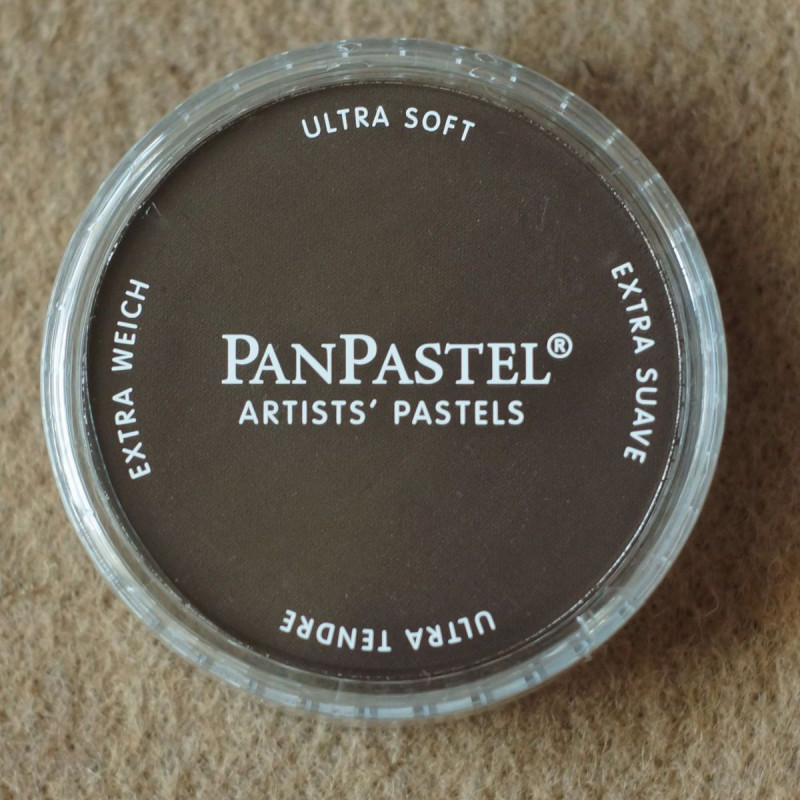 ULTRA SOFT
EXTRA WEICH
EXTRA SUAVE
PANPASTEL®
ARTISTS' PASTELS
ULTRA TENDRE